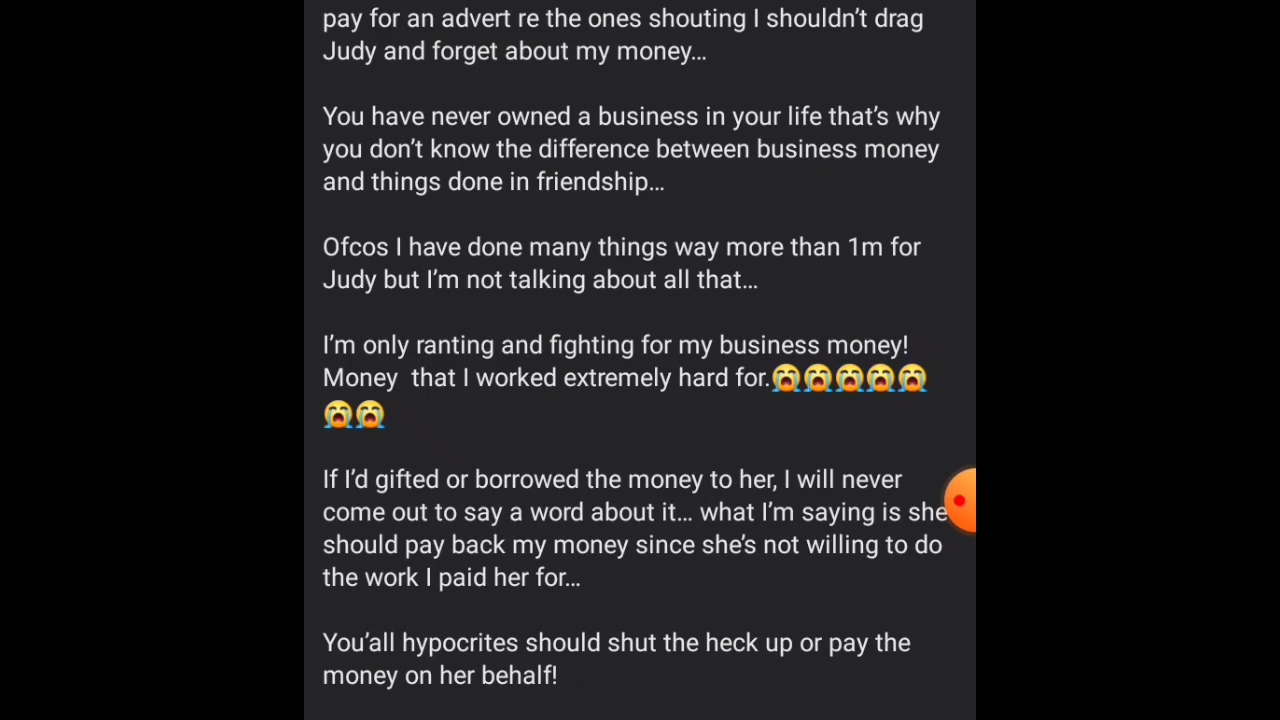 pay for an advert re the ones shouting I shouldn’t drag
Judy and forget about my money…
You have never owned a business in your life that’s why
you don’t know the difference between business money
and things done in friendship…
Ofcos I have done many things way more than 1m for
Judy but I’m not talking about all that…
I’m only ranting and fighting for my business money!
Money  that I worked extremely hard for.😭😭😭😭😭
😭😭
If I’d gifted or borrowed the money to her, I will never
come out to say a word about it… what I’m saying is she
should pay back my money since she’s not willing to do
the work I paid her for…
You’all hypocrites should shut the heck up or pay the
money on her behalf!